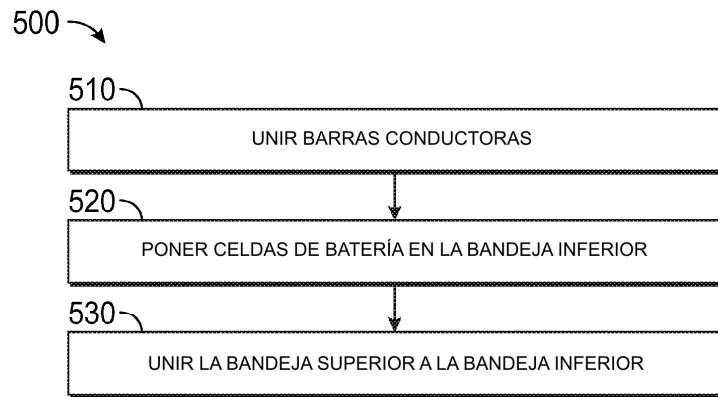 500
510
UNIR BARRAS CONDUCTORAS
520
PONER CELDAS DE BATERÍA EN LA BANDEJA INFERIOR
530
UNIR LA BANDEJA SUPERIOR A LA BANDEJA INFERIOR